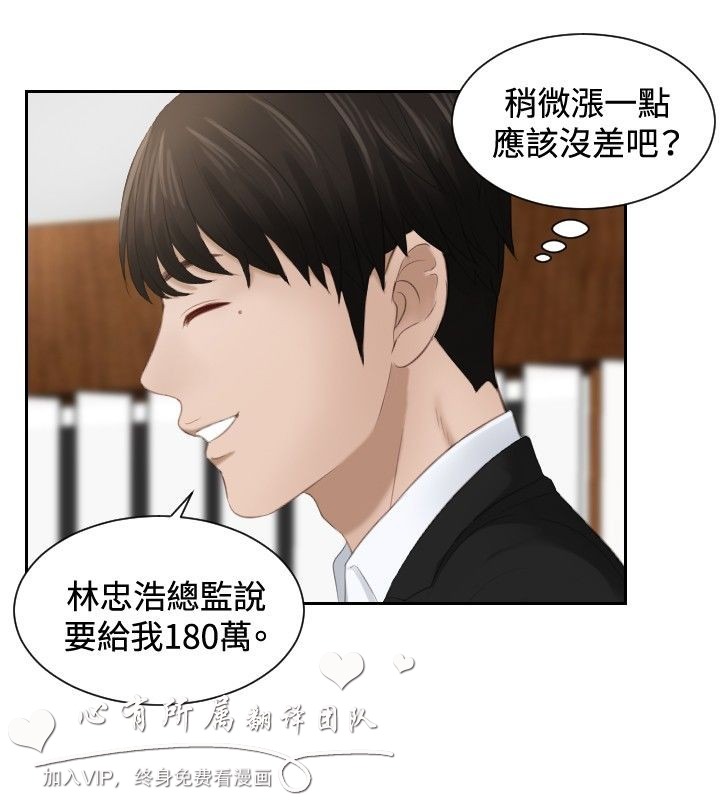 稍微漲一點
應該沒差吧？
林忠浩總監說
要給我180萬。
心有所属翻译团队
加入VIP，终身免费看漫画